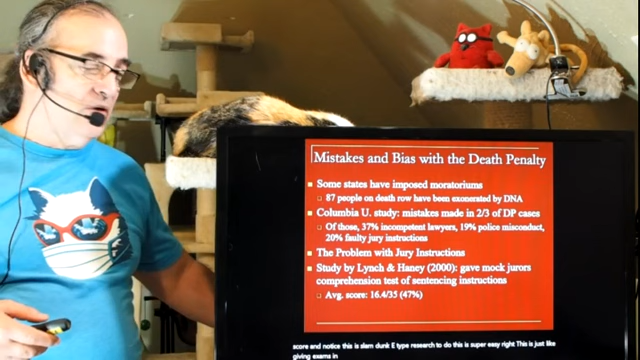 Mistakes and Bias with the Death Penalty
Some states have imposed moratoriums
87 people on death row have been exonerated by DNA
Columbia U. study: mistakes made in 2/3 of DP cases
Of those, 37% incompetent lawyers, 19% police misconduct,
20% faulty jury instructions
The Problem with Jury Instructions
Study by Lynch & Haney (2000): gave mock jurors
comprehension test of sentencing instructions
Avg. score: 16.4/35 (47%)
score and notice this is slam dunk E type research to do this is super easy right This is just like
giving exams in